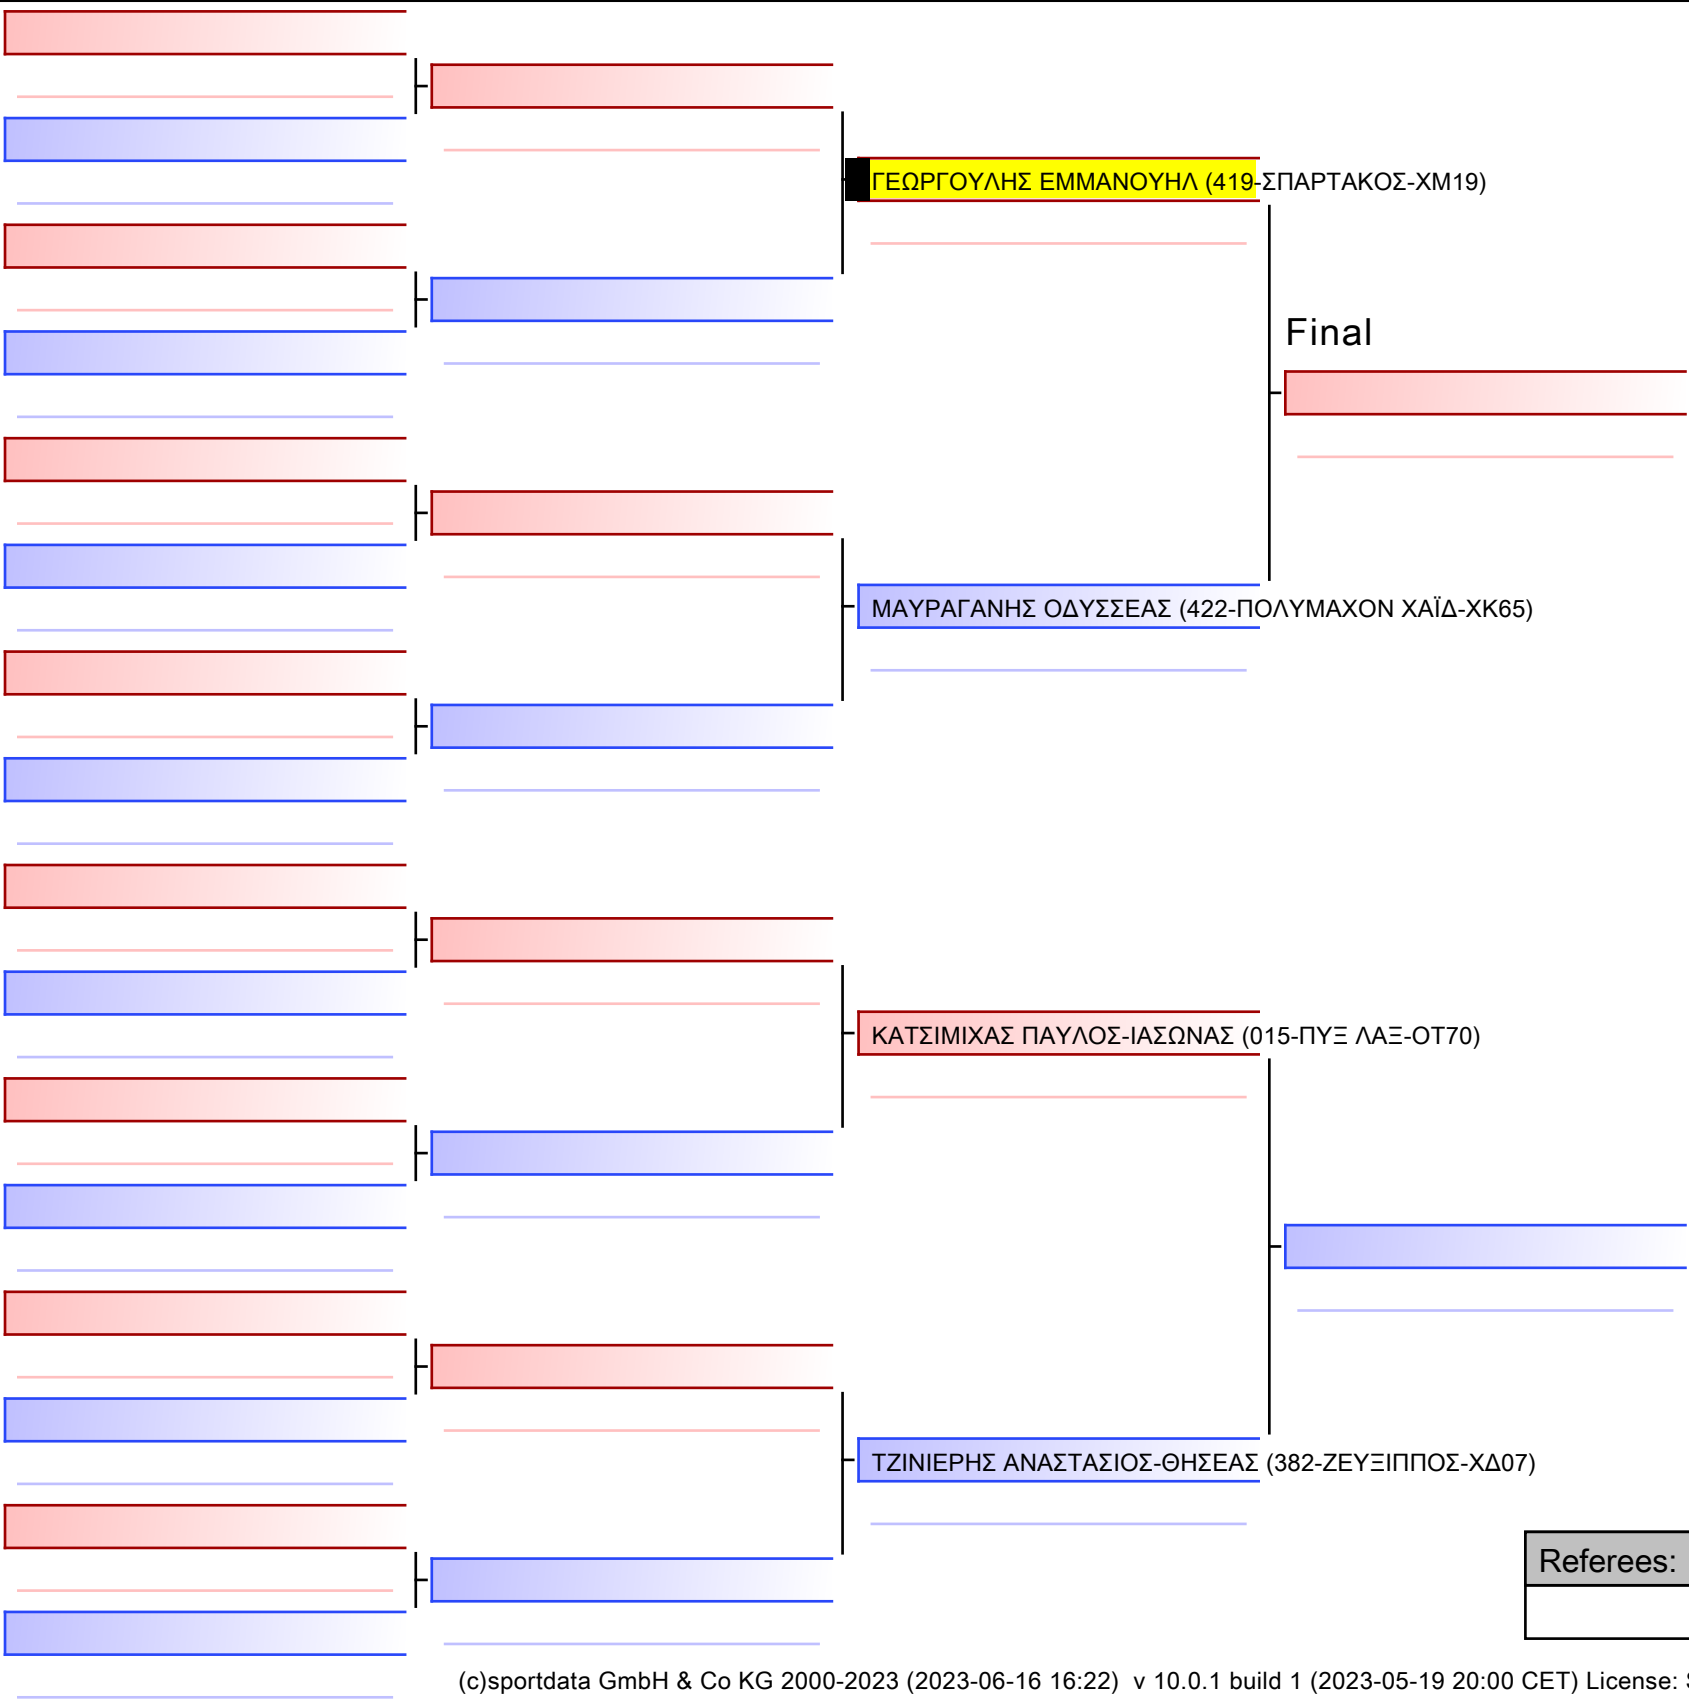 ΓΕΩΡΓΟΥΛΗΣ ΕΜΜΑΝΟΥΗΛ (419-ΣΠΑΡΤΑΚΟΣ-ΧΜ19)
Final
ΜΑΥΡΑΓΑΝΗΣ ΟΔΥΣΣΕΑΣ (422-ΠΟΛΥΜΑΧΟΝ ΧΑΪΔ-ΧΚ65)
ΚΑΤΣΙΜΙΧΑΣ ΠΑΥΛΟΣ-ΙΑΣΩΝΑΣ (015-ΠΥΞ ΛΑΞ-ΟΤ70)
ΤΖΙΝΙΕΡΗΣ ΑΝΑΣΤΑΣΙΟΣ-ΘΗΣΕΑΣ (382-ΖΕΥΞΙΠΠΟΣ-ΧΔ07)
Referees:
(c)sportdata GmbH & Co KG 2000-2023 (2023-06-16 16:22) v 10.0.1 build 1 (2023-05-19 20:00 CET) License: